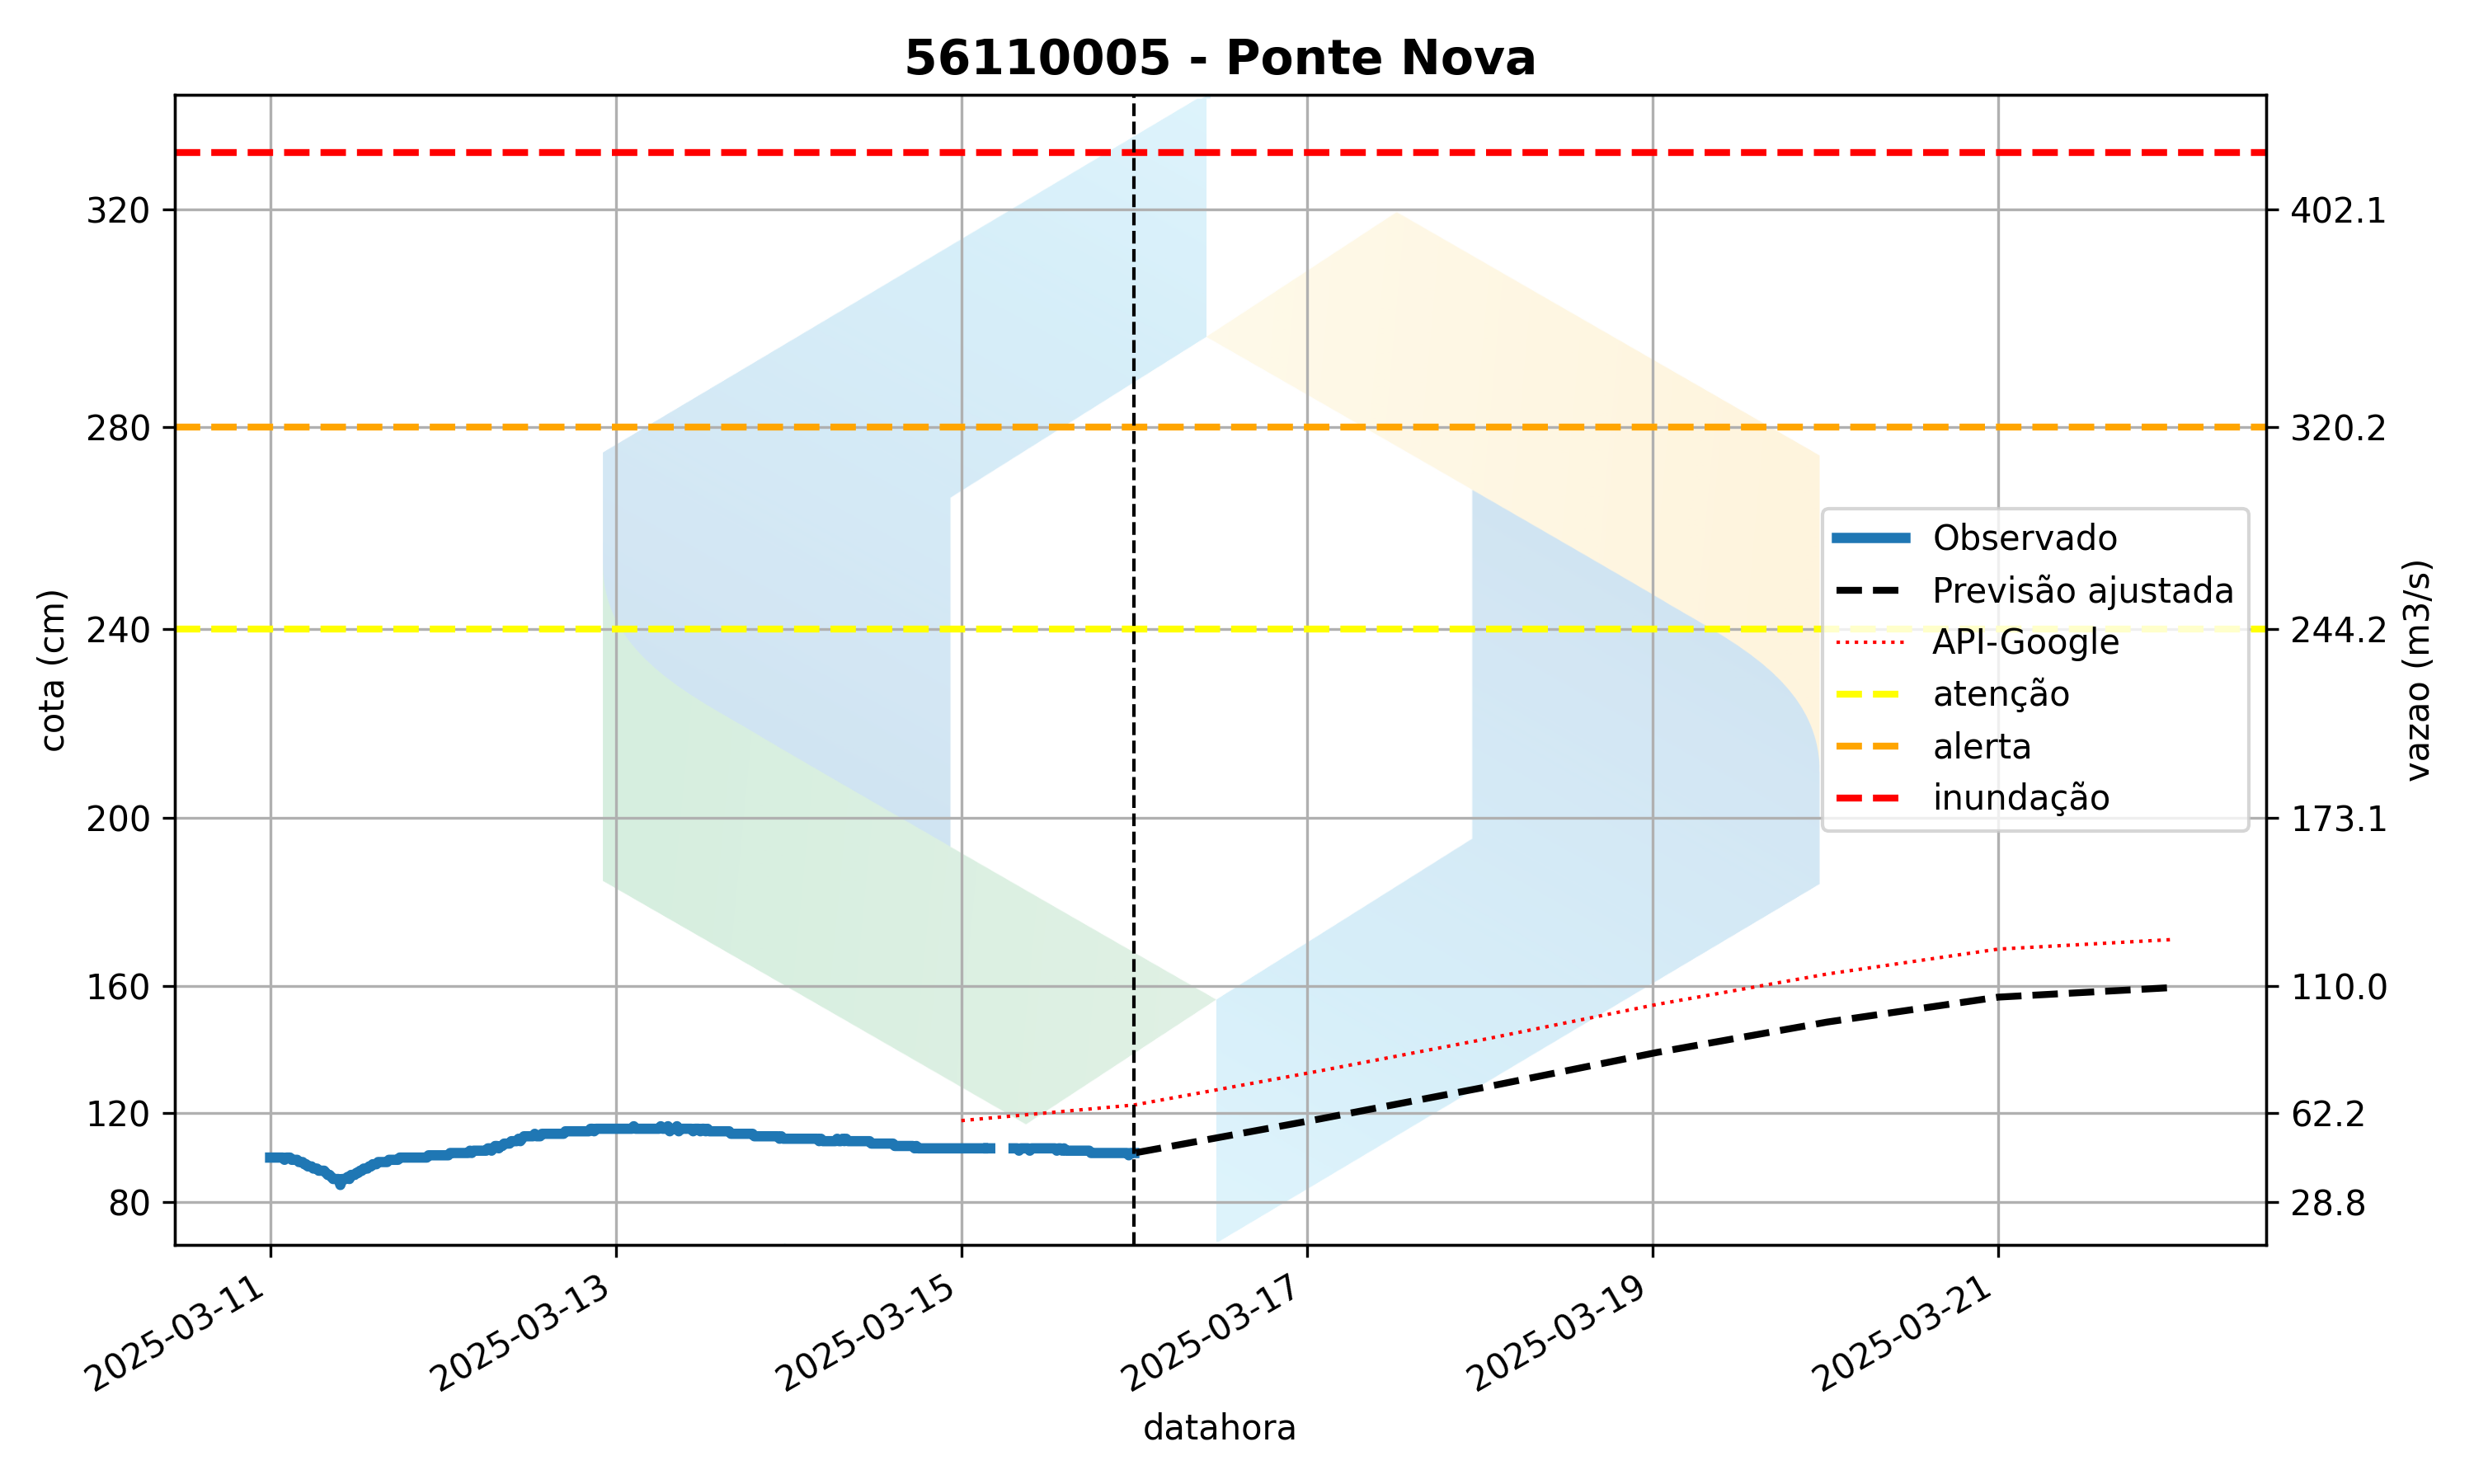 56110005 - Ponte Nova
cota (cm)
320
280
240
200
160
120
80
402.1
320.2
244.2
173.1
110.0
62.2
28.8
vazao (m3/s)
Observado
Previsão ajustada
API-Google
atenção
alerta
inundação
2025-03-11
2025-03-13
2025-03-15
2025-03-17
2025-03-19
2025-03-21
datahora